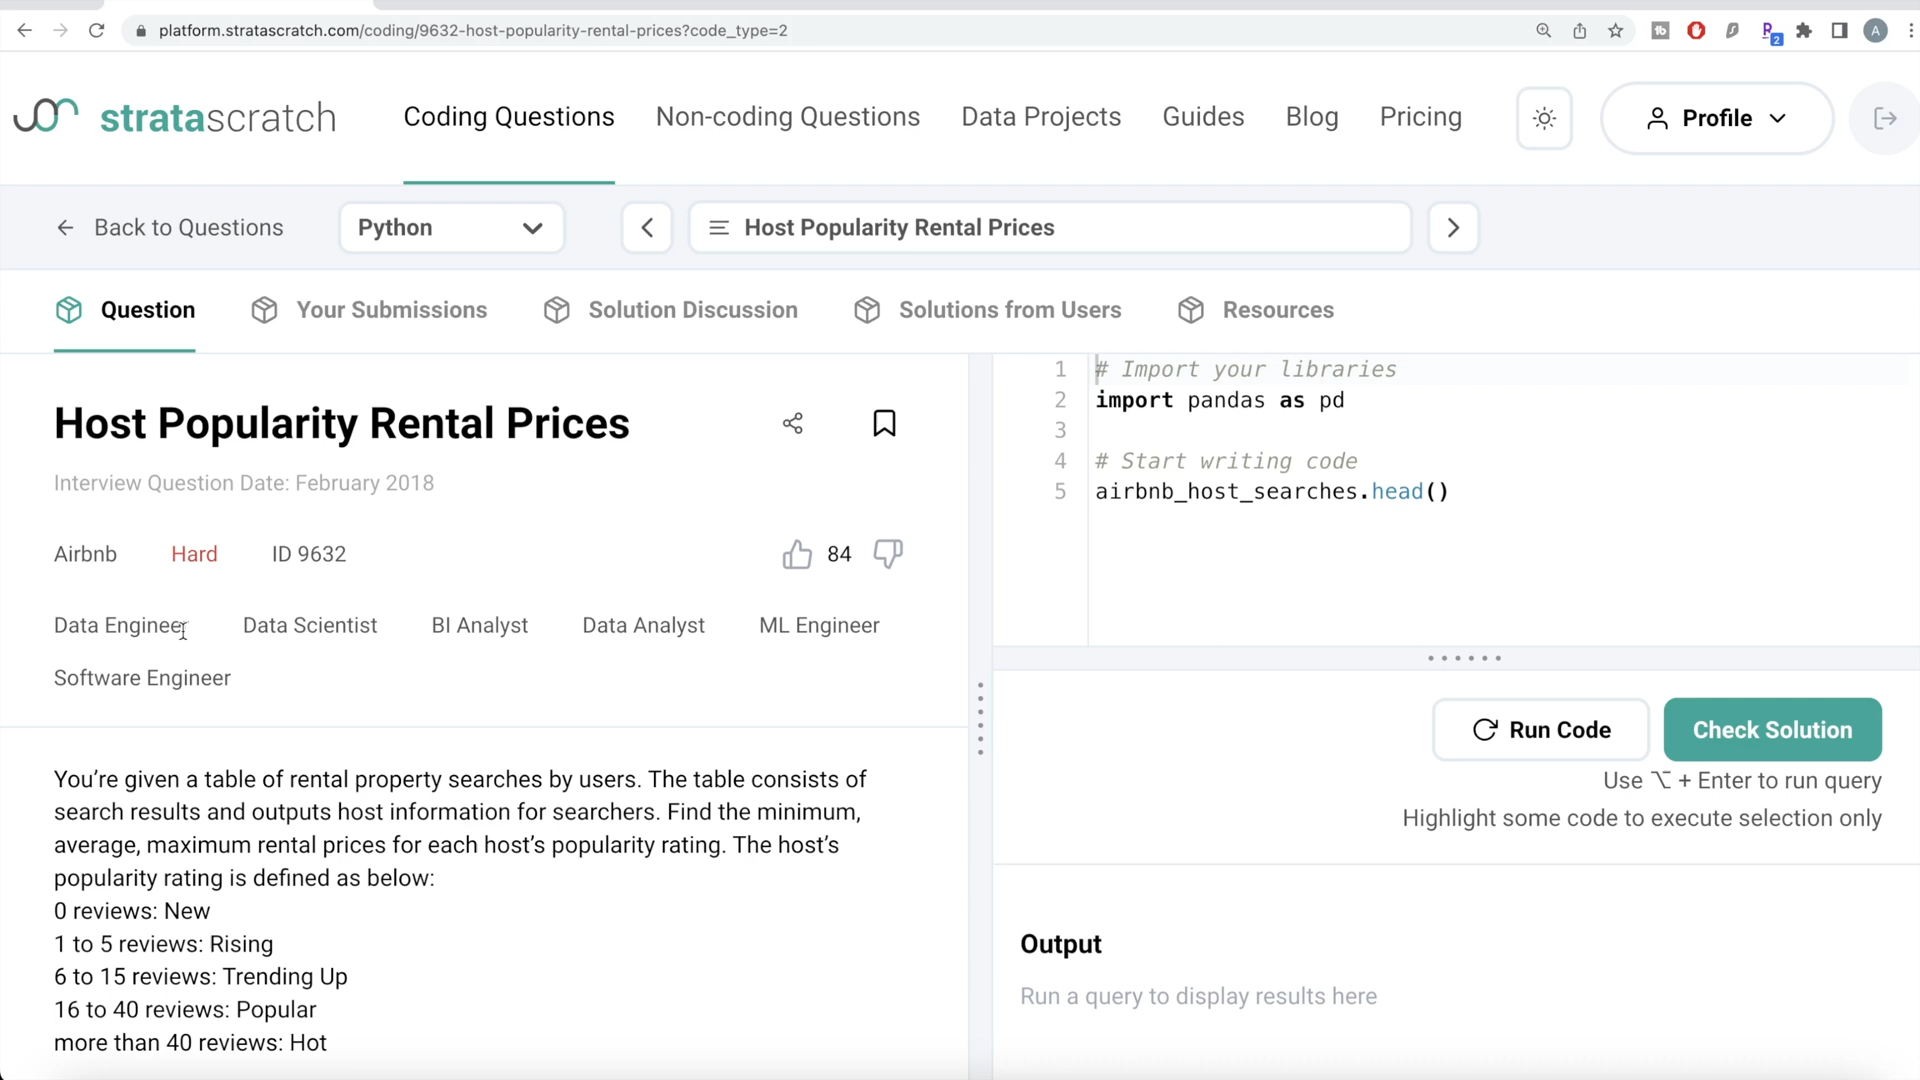 platform.stratascratch.com/coding/9632-host-popularity-rental-prices?code_type=2
tb
2
A
stratascratch
Coding Questions
Non-coding Questions
Data Projects
Guides
Blog
Pricing
Profile
Back to Questions
Python
Host Popularity Rental Prices
Question
Your Submissions
Solution Discussion
Solutions from Users
Resources
Host Popularity Rental Prices
Interview Question Date: February 2018
Airbnb Hard ID 9632
84
Data Engineer Data Scientist BI Analyst Data Analyst ML Engineer
Software Engineer
You’re given a table of rental property searches by users. The table consists of
search results and outputs host information for searchers. Find the minimum,
average, maximum rental prices for each host’s popularity rating. The host’s
popularity rating is defined as below:
0 reviews: New
1 to 5 reviews: Rising
6 to 15 reviews: Trending Up
16 to 40 reviews: Popular
more than 40 reviews: Hot
1 # Import your libraries
2 import pandas as pd
3
4 # Start writing code
5 airbnb_host_searches.head()
Run Code
Check Solution
Use ⌥ + Enter to run query
Highlight some code to execute selection only
Output
Run a query to display results here